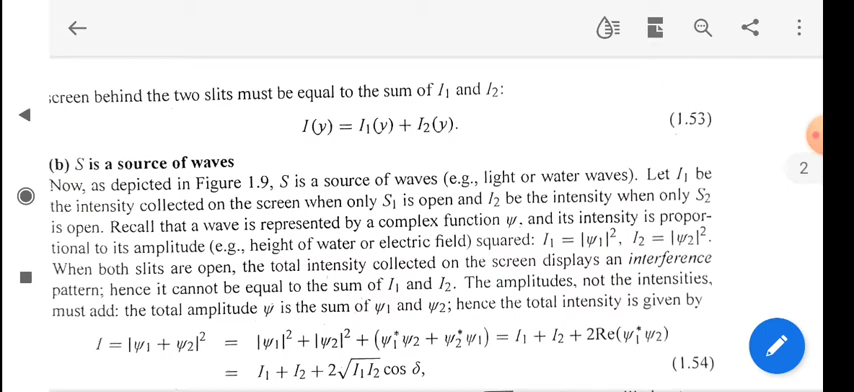 screen behind the two slits must be equal to the sum of I₁ and I₂:
I(y) = I₁(y) + I₂(y). (1.53)
(b) S is a source of waves
Now, as depicted in Figure 1.9, S is a source of waves (e.g., light or water waves). Let I₁ be
the intensity collected on the screen when only S₁ is open and I₂ be the intensity when only S₂
is open. Recall that a wave is represented by a complex function ψ, and its intensity is propor-
tional to its amplitude (e.g., height of water or electric field) squared: I₁ = |ψ₁|², I₂ = |ψ₂|².
When both slits are open, the total intensity collected on the screen displays an interference
pattern; hence it cannot be equal to the sum of I₁ and I₂. The amplitudes, not the intensities,
must add: the total amplitude ψ is the sum of ψ₁ and ψ₂; hence the total intensity is given by
I = |ψ₁ + ψ₂|² = |ψ₁|² + |ψ₂|² + (ψ₁*ψ₂ + ψ₂*ψ₁) = I₁ + I₂ + 2Re(ψ₁*ψ₂)
= I₁ + I₂ + 2√(I₁I₂) cos δ, (1.54)
2